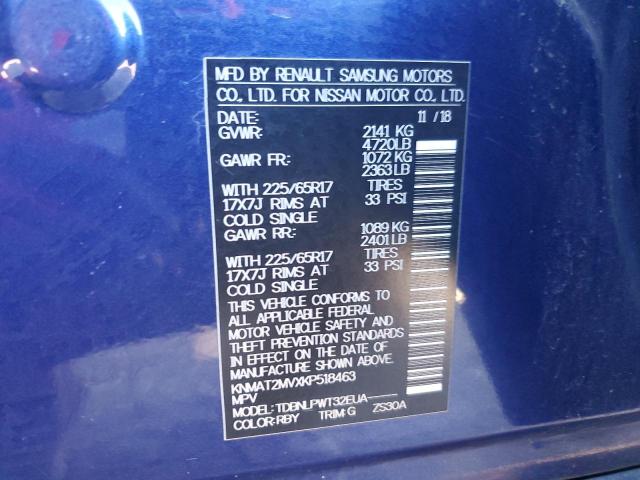 MFD BY RENAULT SAMSUNG MOTORS
CO., LTD. FOR NISSAN MOTOR CO., LTD.
DATE: 11 / 18
GVWR: 2141 KG
4720LB
GAWR FR: 1072 KG
2363LB
WITH 225/65R17 TIRES
17X7J RIMS AT 33 PSI
COLD SINGLE
GAWR RR: 1089 KG
2401LB
WITH 225/65R17 TIRES
17X7J RIMS AT 33 PSI
COLD SINGLE
THIS VEHICLE CONFORMS TO
ALL APPLICABLE FEDERAL
MOTOR VEHICLE SAFETY AND
THEFT PREVENTION STANDARDS
IN EFFECT ON THE DATE OF
MANUFACTURE SHOWN ABOVE.
KNMAT2MVXKP518463
MPV
MODEL: TDBNLPWT32EUA-----
COLOR: RBY TRIM: G ZS30A